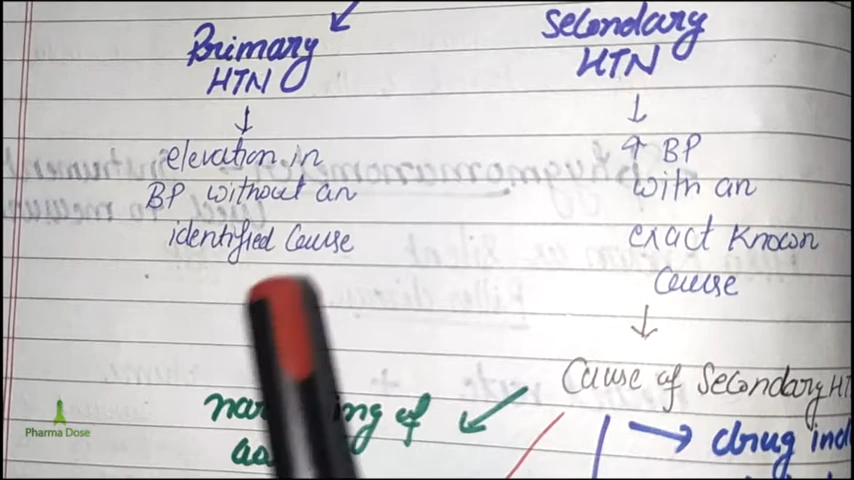 Primary
HTN
elevation in
BP without an
identified Cause
Secondary
HTN
↑ BP
with an
exact Known
Cause
Cause of Secondary HT
of
drug ind
Pharma Dose